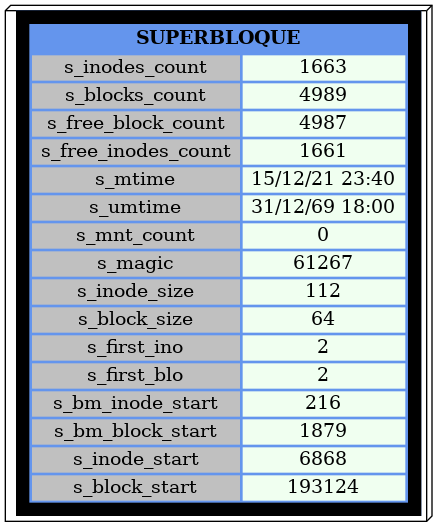 SUPERBLOQUE
s_inodes_count 1663
s_blocks_count 4989
s_free_block_count 4987
s_free_inodes_count 1661
s_mtime 15/12/21 23:40
s_umtime 31/12/69 18:00
s_mnt_count 0
s_magic 61267
s_inode_size 112
s_block_size 64
s_first_ino 2
s_first_blo 2
s_bm_inode_start 216
s_bm_block_start 1879
s_inode_start 6868
s_block_start 193124